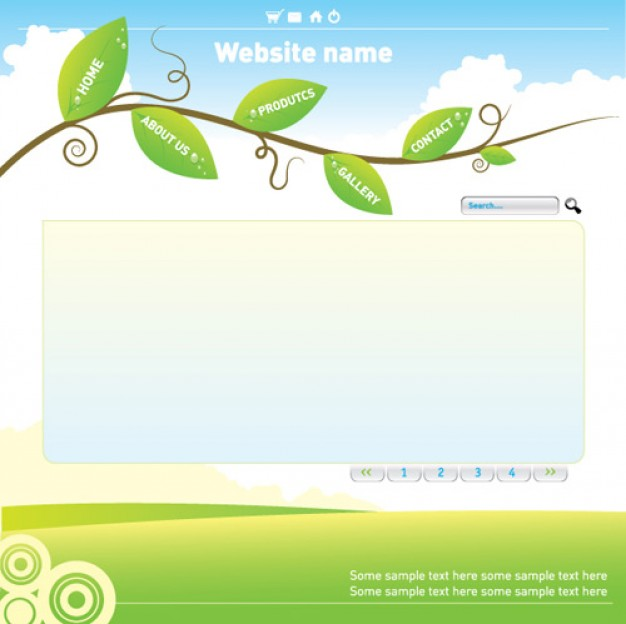 Website name
HOME
ABOUT US
PRODUTCS
GALLERY
CONTACT
Search....
<< 1 2 3 4 >>
Some sample text here some sample text here
Some sample text here some sample text here